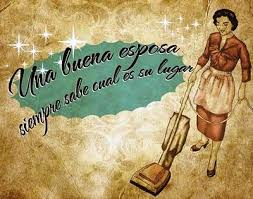 Una buena esposa
siempre sabe cual es su lugar